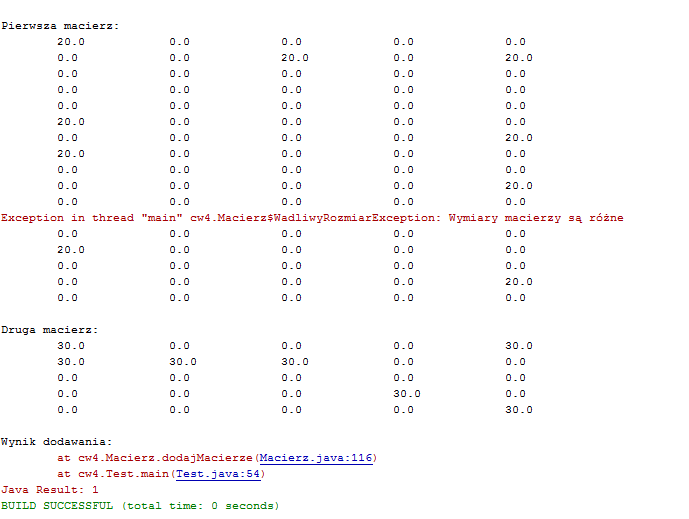 Pierwsza macierz:
20.0 0.0 0.0 0.0 0.0
0.0 0.0 20.0 0.0 20.0
0.0 0.0 0.0 0.0 0.0
0.0 0.0 0.0 0.0 0.0
0.0 0.0 0.0 0.0 0.0
20.0 0.0 0.0 0.0 0.0
0.0 0.0 0.0 0.0 20.0
20.0 0.0 0.0 0.0 0.0
0.0 0.0 0.0 0.0 0.0
0.0 0.0 0.0 0.0 20.0
0.0 0.0 0.0 0.0 0.0
Exception in thread "main" cw4.Macierz$WadliwyRozmiarException: Wymiary macierzy są różne
0.0 0.0 0.0 0.0 0.0
20.0 0.0 0.0 0.0 0.0
0.0 0.0 0.0 0.0 0.0
0.0 0.0 0.0 0.0 20.0
0.0 0.0 0.0 0.0 0.0
Druga macierz:
30.0 0.0 0.0 0.0 30.0
30.0 30.0 30.0 0.0 0.0
0.0 0.0 0.0 0.0 0.0
0.0 0.0 0.0 30.0 0.0
0.0 0.0 0.0 0.0 30.0
Wynik dodawania:
at cw4.Macierz.dodajMacierze(Macierz.java:116)
at cw4.Test.main(Test.java:54)
Java Result: 1
BUILD SUCCESSFUL (total time: 0 seconds)